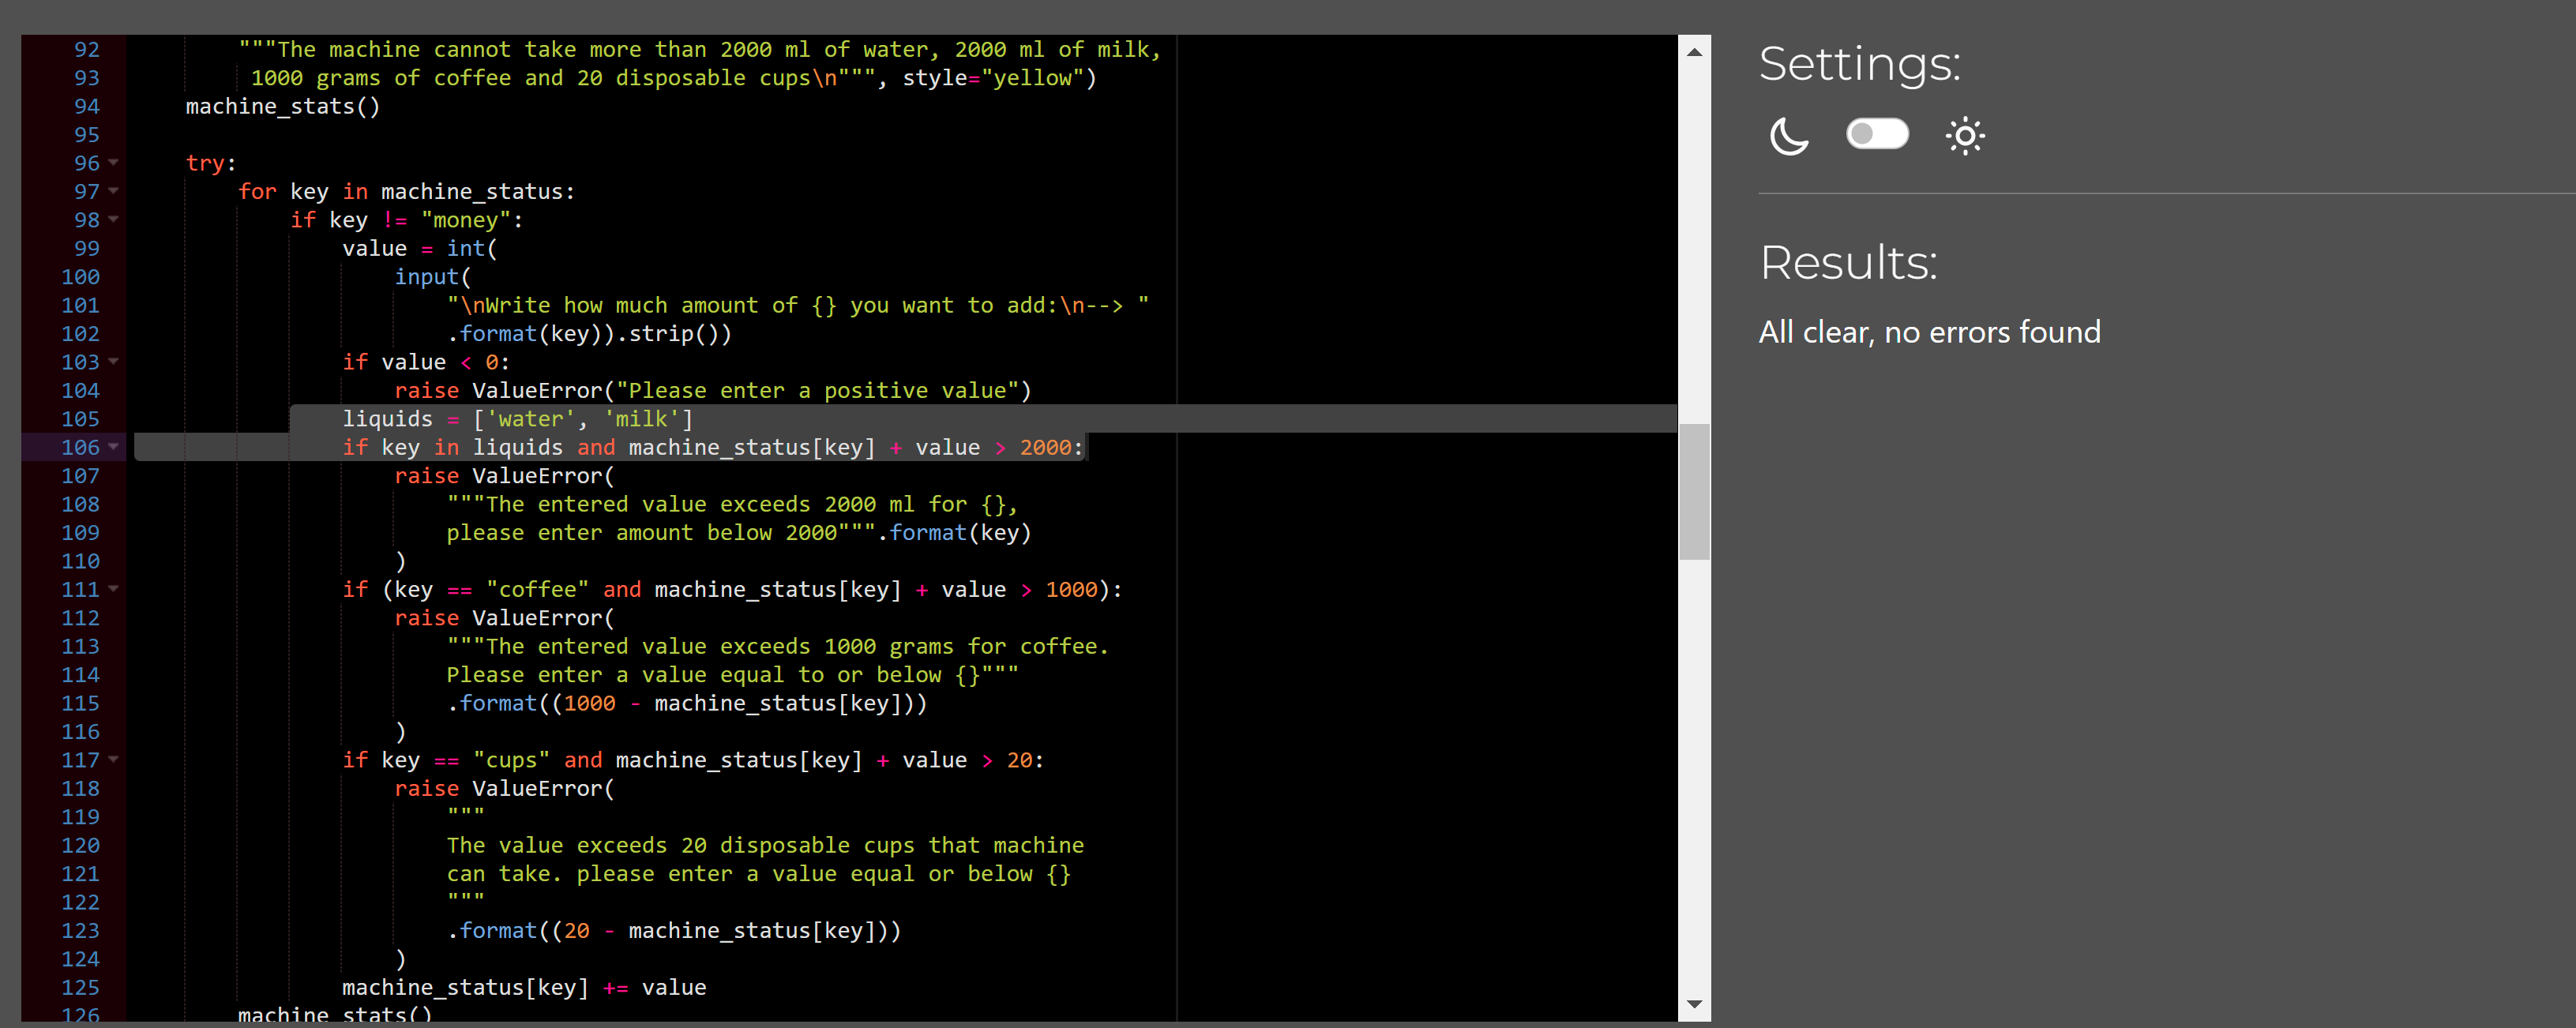 92 """The machine cannot take more than 2000 ml of water, 2000 ml of milk,
93 1000 grams of coffee and 20 disposable cups\n""", style="yellow")
94 machine_stats()
95
96 try:
97 for key in machine_status:
98 if key != "money":
99 value = int(
100 input(
101 "\nWrite how much amount of {} you want to add:\n--> "
102 .format(key)).strip())
103 if value < 0:
104 raise ValueError("Please enter a positive value")
105 liquids = ['water', 'milk']
106 if key in liquids and machine_status[key] + value > 2000:
107 raise ValueError(
108 """The entered value exceeds 2000 ml for {},
109 please enter amount below 2000""".format(key)
110 )
111 if (key == "coffee" and machine_status[key] + value > 1000):
112 raise ValueError(
113 """The entered value exceeds 1000 grams for coffee.
114 Please enter a value equal to or below {}"""
115 .format((1000 - machine_status[key]))
116 )
117 if key == "cups" and machine_status[key] + value > 20:
118 raise ValueError(
119 """
120 The value exceeds 20 disposable cups that machine
121 can take. please enter a value equal or below {}
122 """
123 .format((20 - machine_status[key]))
124 )
125 machine_status[key] += value
126 machine_stats()
Settings:
Results:
All clear, no errors found